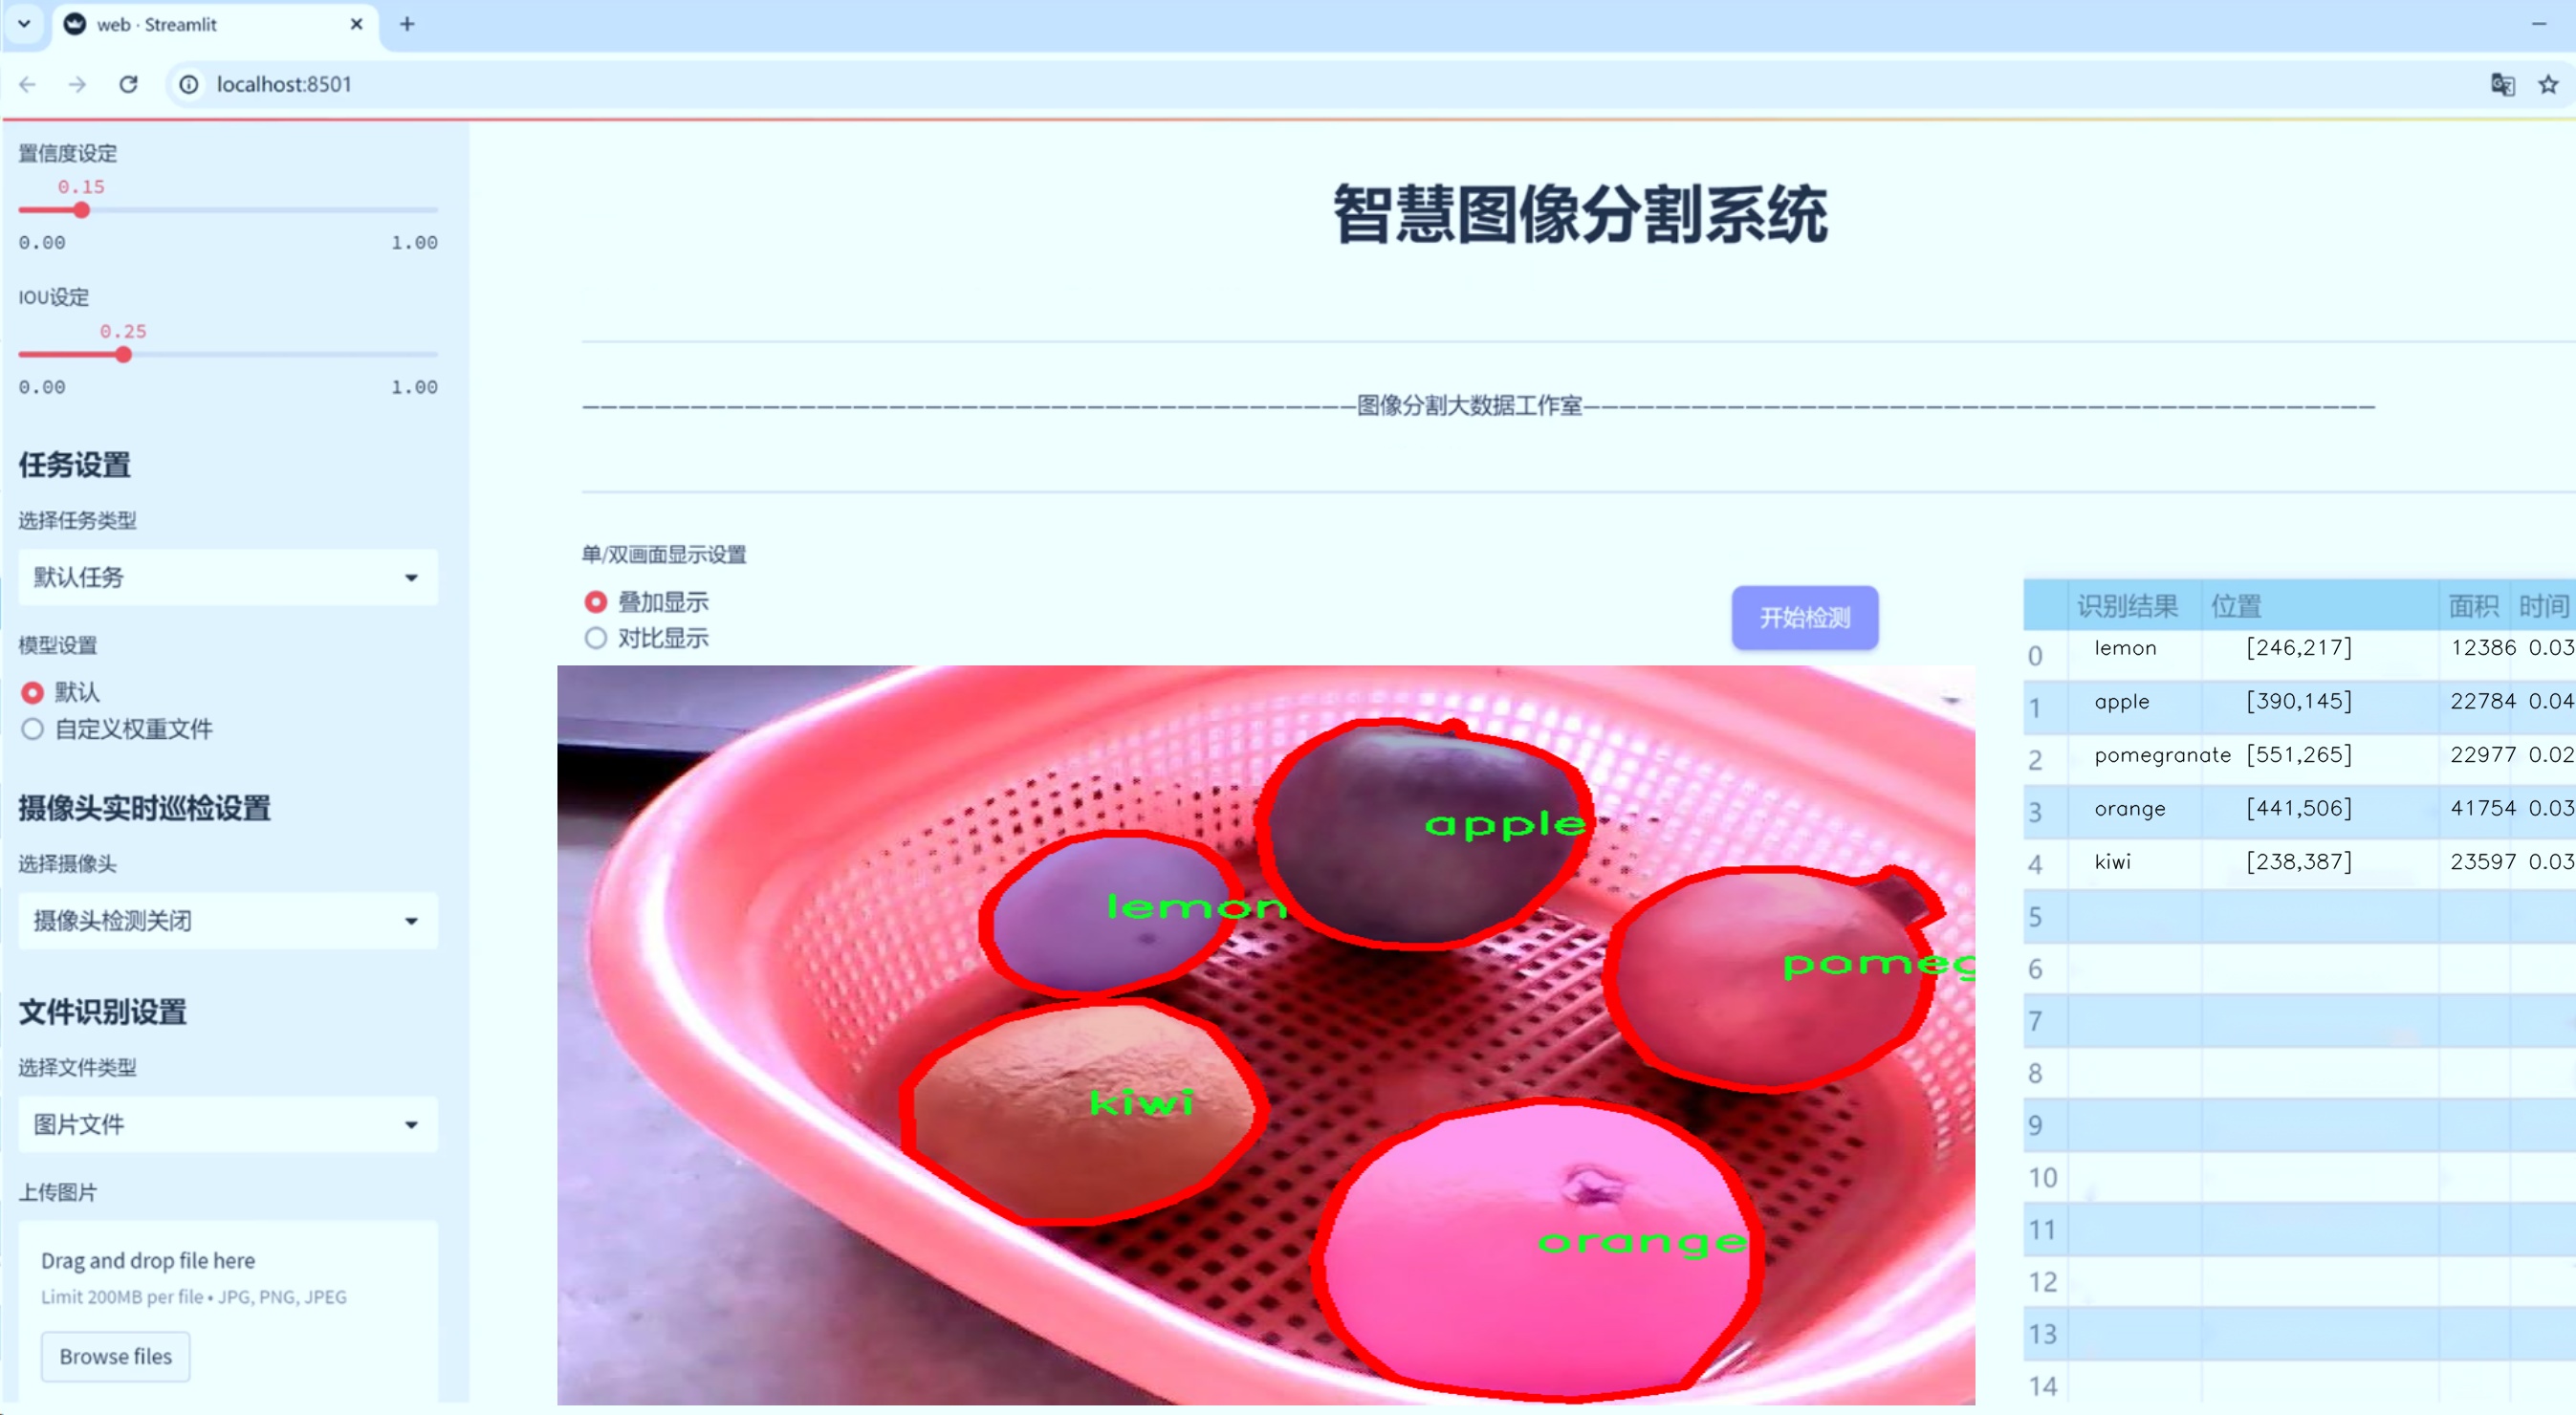 web · Streamlit
localhost:8501
置信度设定
0.15
0.00 1.00
IOU设定
0.25
0.00 1.00
任务设置
选择任务类型
默认任务
模型设置
默认
自定义权重文件
摄像头实时巡检设置
选择摄像头
摄像头检测关闭
文件识别设置
选择文件类型
图片文件
上传图片
Drag and drop file here
Limit 200MB per file • JPG, PNG, JPEG
Browse files
智慧图像分割系统
图像分割大数据工作室
单/双画面显示设置
叠加显示
对比显示
开始检测
apple
lemon
pomeg
kiwi
orange
识别结果 位置 面积 时间
0 lemon [246,217] 12386 0.03
1 apple [390,145] 22784 0.04
2 pomegranate [551,265] 22977 0.02
3 orange [441,506] 41754 0.03
4 kiwi [238,387] 23597 0.03
5
6
7
8
9
10
11
12
13
14